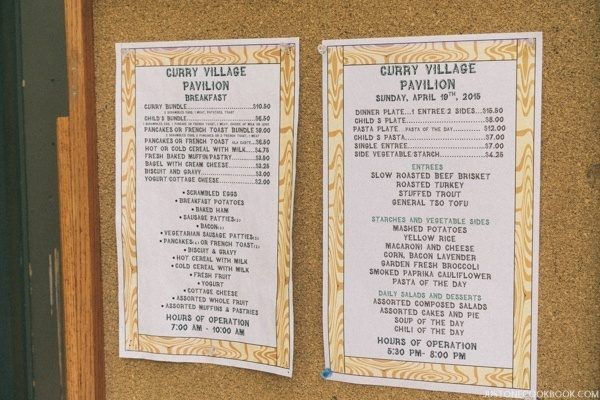 CURRY VILLAGE
PAVILION
BREAKFAST
CURRY BUNDLE $10.50
CHILD'S BUNDLE $6.50
PANCAKES OR FRENCH TOAST BUNDLE $9.00
PANCAKES OR FRENCH TOAST $6.50
HOT OR COLD CEREAL WITH MILK $4.75
FRESH BAKED MUFFIN/PASTRY $3.50
BAGEL WITH CREAM CHEESE $3.25
BISCUIT AND GRAVY $3.00
YOGURT COTTAGE CHEESE $2.00
• SCRAMBLED EGGS
• BREAKFAST POTATOES
• BAKED HAM
• SAUSAGE PATTIES(2)
• BACON(3)
• VEGETARIAN SAUSAGE PATTIES(2)
• PANCAKES(2) OR FRENCH TOAST(2)
• BISCUIT & GRAVY
• HOT CEREAL WITH MILK
• COLD CEREAL WITH MILK
• FRESH FRUIT
• YOGURT
• COTTAGE CHEESE
• ASSORTED WHOLE FRUIT
• ASSORTED MUFFINS & PASTRIES
HOURS OF OPERATION
7:00 AM - 10:00 AM
CURRY VILLAGE
PAVILION
SUNDAY, APRIL 19TH, 2015
DINNER PLATE...1 ENTREE/2 SIDES...$15.50
CHILD'S PLATE $8.00
PASTA PLATE...PASTA OF THE DAY $12.00
CHILD'S PASTA $7.00
SINGLE ENTREE $7.00
SIDE VEGETABLE/STARCH $4.25
ENTREES
SLOW ROASTED BEEF BRISKET
ROASTED TURKEY
STUFFED TROUT
GENERAL TSO TOFU
STARCHES AND VEGETABLE SIDES
MASHED POTATOES
YELLOW RICE
MACARONI AND CHEESE
CORN, BACON LAVENDER
GARDEN FRESH BROCCOLI
SMOKED PAPRIKA CAULIFLOWER
PASTA OF THE DAY
DAILY SALADS AND DESSERTS
ASSORTED COMPOSED SALADS
ASSORTED CAKES AND PIE
SOUP OF THE DAY
CHILI OF THE DAY
HOURS OF OPERATION
5:30 PM- 8:00 PM
JUSTONECOOKBOOK.COM